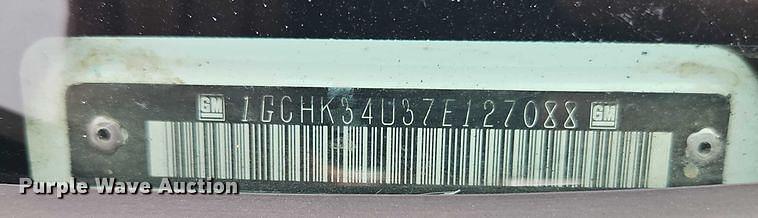 GM 1GCHK34U37E127088 GM
Purple Wave Auction